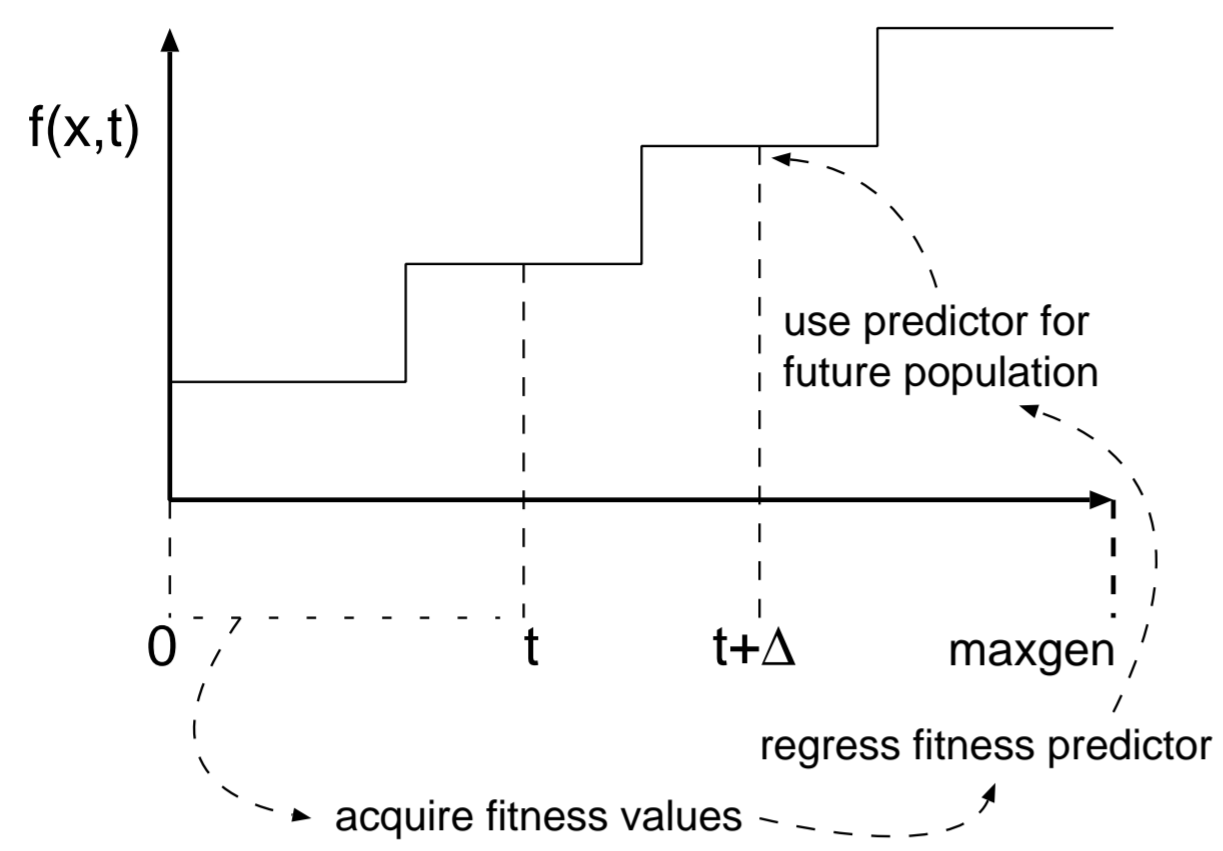 f(x,t)
use predictor for
future population
0
t
t+Δ
maxgen
regress fitness predictor
acquire fitness values